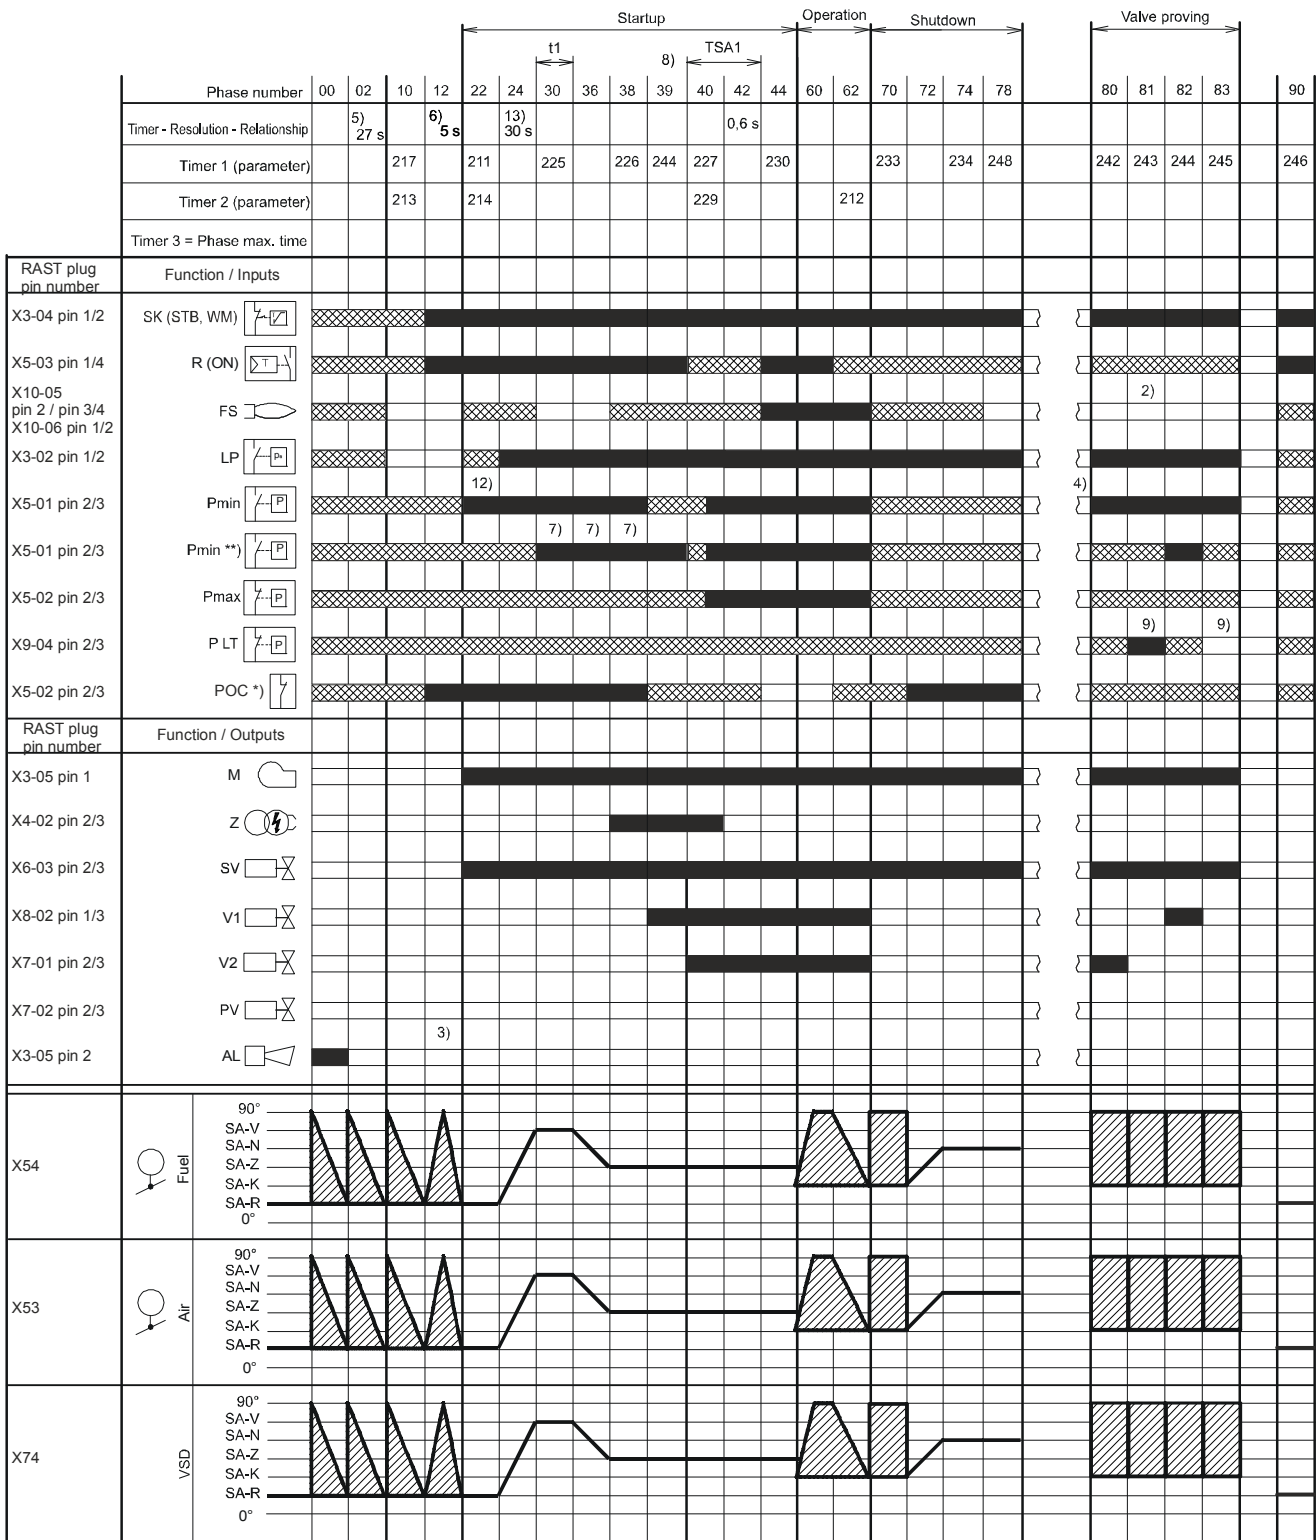 Startup Operation Shutdown Valve proving
t1 8) TSA1
Phase number 00 02 10 12 22 24 30 36 38 39 40 42 44 60 62 70 72 74 78 80 81 82 83 90
Timer - Resolution - Relationship 5) 27 s 6) 5 s 13) 30 s 0,6 s
Timer 1 (parameter) 217 211 225 226 244 227 230 233 234 248 242 243 244 245 246
Timer 2 (parameter) 213 214 229 212
Timer 3 = Phase max. time
RAST plug
pin number
Function / Inputs
X3-04 pin 1/2 SK (STB, WM)
X5-03 pin 1/4 R (ON) T
X10-05
pin 2 / pin 3/4
X10-06 pin 1/2
FS 2)
X3-02 pin 1/2 LP Pa
12) 4)
X5-01 pin 2/3 Pmin P
7) 7) 7)
X5-01 pin 2/3 Pmin **) P
X5-02 pin 2/3 Pmax P
9) 9)
X9-04 pin 2/3 P LT P
X5-02 pin 2/3 POC *)
RAST plug
pin number
Function / Outputs
X3-05 pin 1 M
X4-02 pin 2/3 Z
X6-03 pin 2/3 SV
X8-02 pin 1/3 V1
X7-01 pin 2/3 V2
X7-02 pin 2/3 PV
3)
X3-05 pin 2 AL
X54
Fuel
90°
SA-V
SA-N
SA-Z
SA-K
SA-R
0°
X53
Air
90°
SA-V
SA-N
SA-Z
SA-K
SA-R
0°
X74
VSD
90°
SA-V
SA-N
SA-Z
SA-K
SA-R
0°